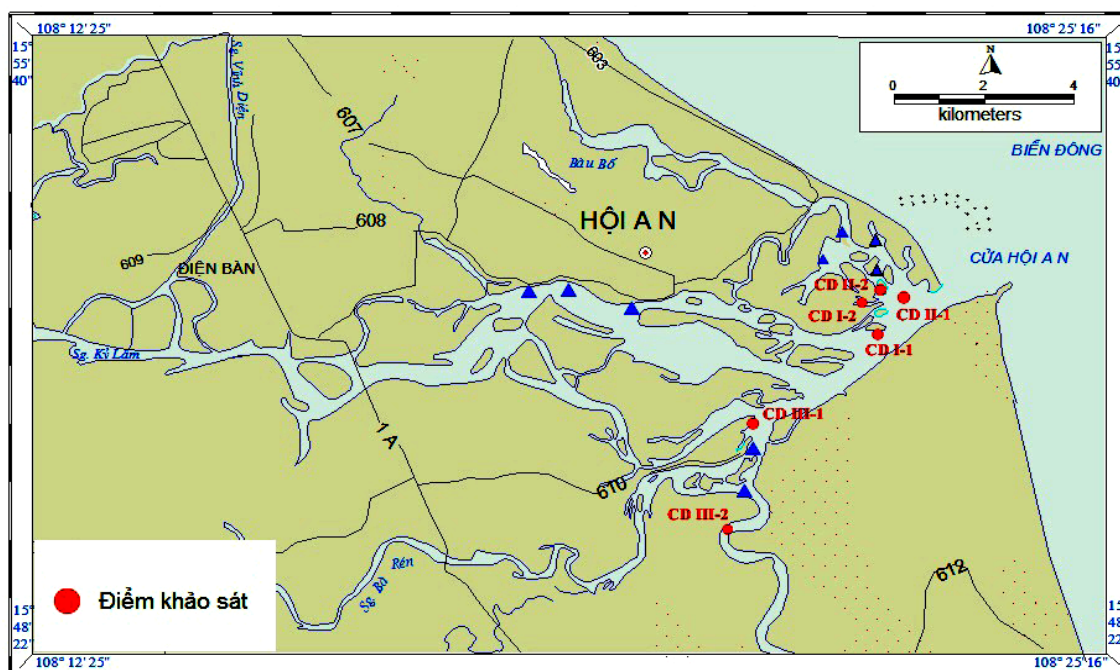 108° 12' 25"
108° 25' 16"
15°
55'
40"
15°
55'
40"
N
0 2 4
kilometers
603
Sg. Vĩnh Diện
607
BIỂN ĐÔNG
Bàu Bố
HỘI A N
608
609
ĐIỆN BÀN
CỬA HỘI A N
CD II-2
CD I-2
CD II-1
CD I-1
Sg. Kỳ Lam
CD III-1
1 A
610
CD III-2
Sg. Bà Rén
612
Điểm khảo sát
15°
48'
22"
15°
48'
22"
108° 12' 25"
108° 25' 16"